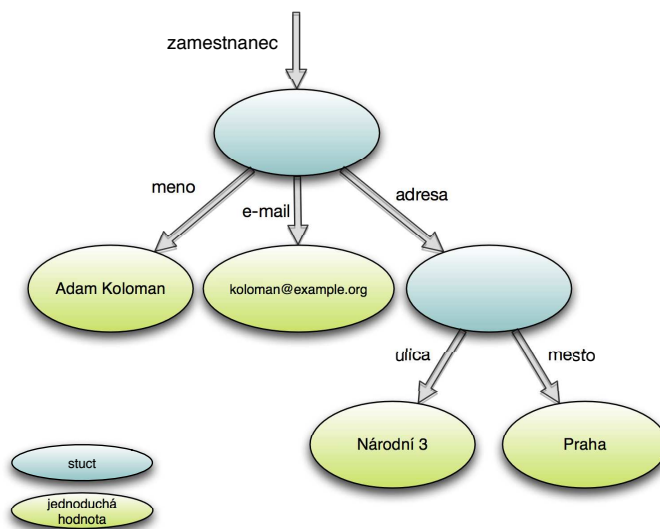 zamestnanec
meno
e-mail
adresa
Adam Koloman
koloman@example.org
ulica
mesto
Národní 3
Praha
stuct
jednoduchá
hodnota